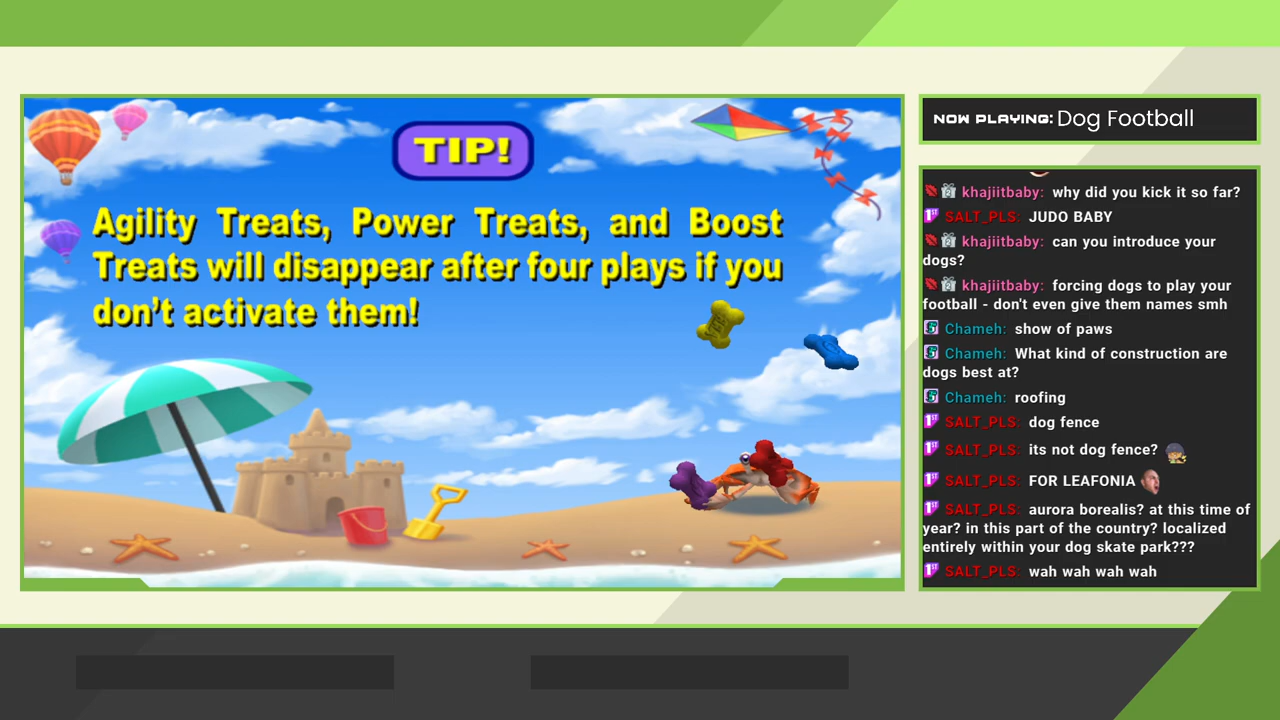 TIP!
Agility Treats, Power Treats, and Boost
Treats will disappear after four plays if you
don't activate them!
NOW PLAYING: Dog Football
khajiitbaby: why did you kick it so far?
SALT_PLS: JUDO BABY
khajiitbaby: can you introduce your
dogs?
khajiitbaby: forcing dogs to play your
football - don't even give them names smh
Chameh: show of paws
Chameh: What kind of construction are
dogs best at?
Chameh: roofing
SALT_PLS: dog fence
SALT_PLS: its not dog fence?
SALT_PLS: FOR LEAFONIA
SALT_PLS: aurora borealis? at this time of
year? in this part of the country? localized
entirely within your dog skate park???
SALT_PLS: wah wah wah wah